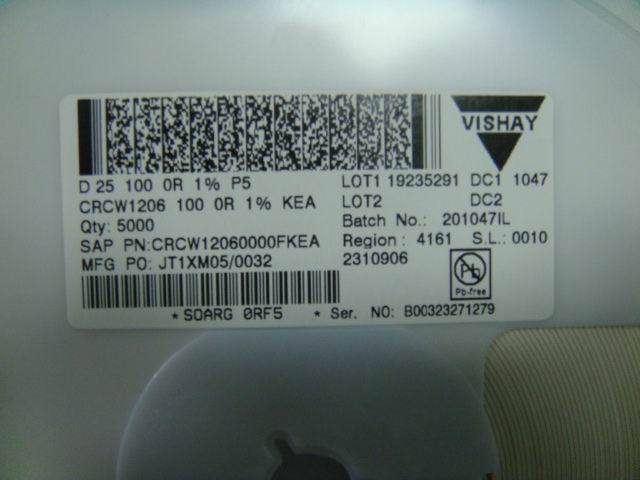 VISHAY
D 25 100 0R 1% P5
CRCW1206 100 0R 1% KEA
Qty: 5000
SAP PN:CRCW12060000FKEA
MFG PO: JT1XM05/0032
LOT1 19235291 DC1 1047
LOT2 DC2
Batch No.: 201047IL
Region: 4161 S.L.: 0010
2310906
Pb
Pb-free
*SOARG 0RF5 * Ser. NO: B00323271279